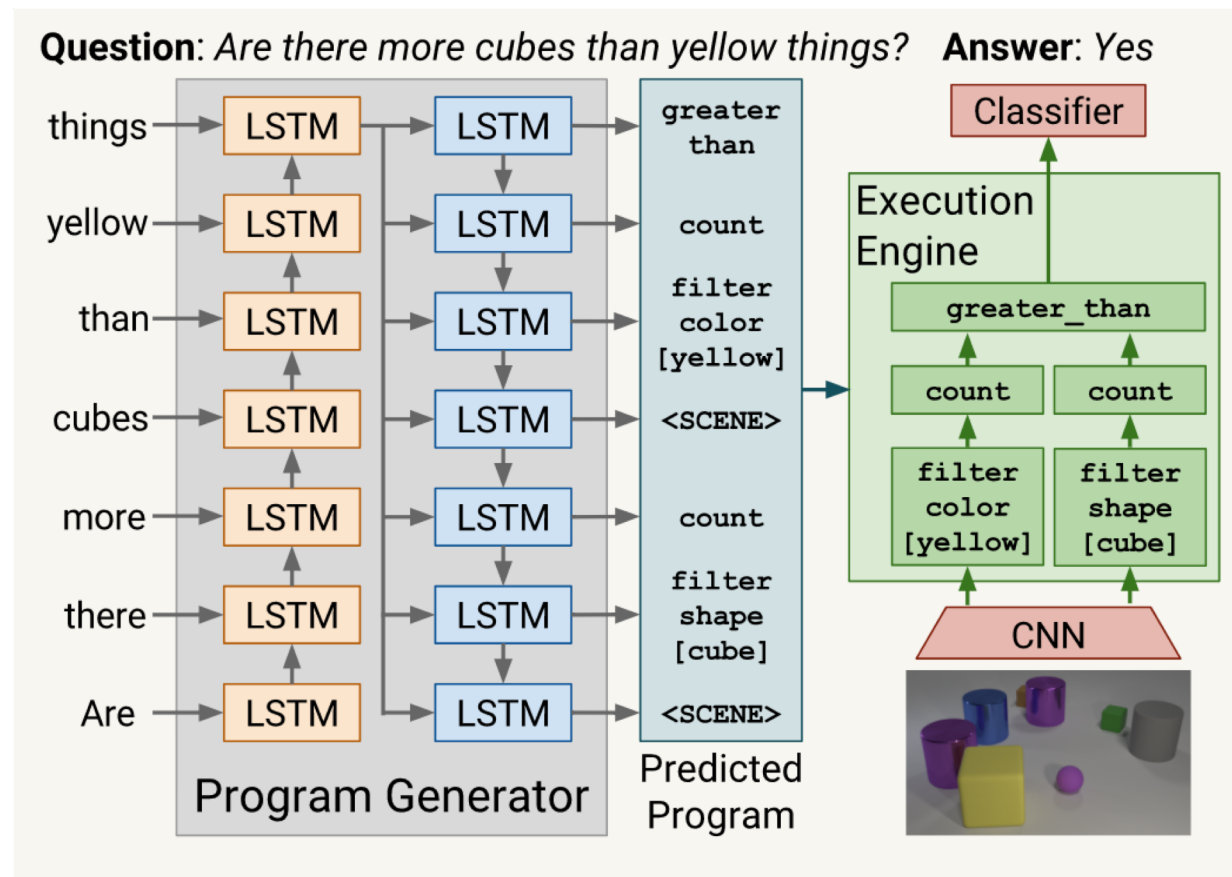 Question: Are there more cubes than yellow things? Answer: Yes
things
LSTM
LSTM
greater
than
yellow
LSTM
LSTM
count
than
LSTM
LSTM
filter
color
[yellow]
cubes
LSTM
LSTM
<SCENE>
more
LSTM
LSTM
count
there
LSTM
LSTM
filter
shape
[cube]
Are
LSTM
LSTM
<SCENE>
Program Generator
Predicted
Program
Classifier
Execution
Engine
greater_than
count
count
filter
color
[yellow]
filter
shape
[cube]
CNN